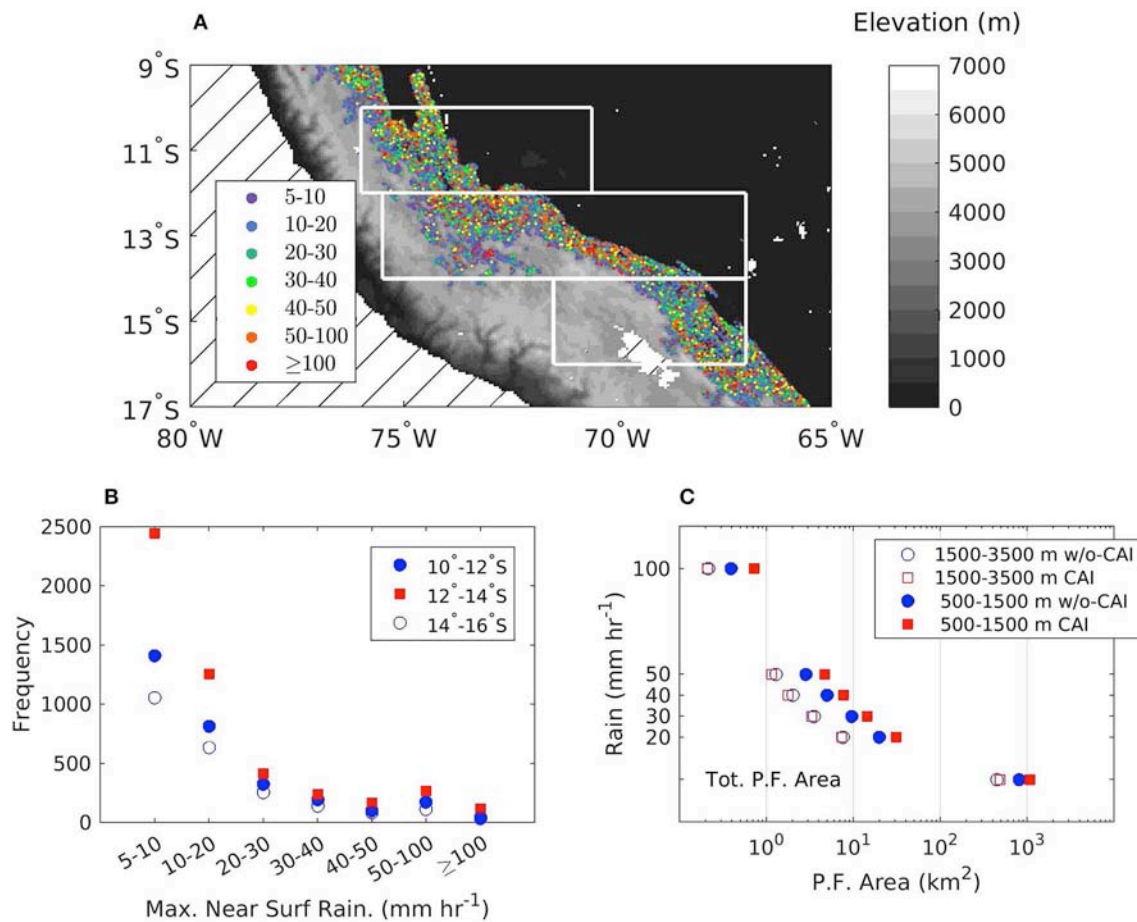 A
Elevation (m)
9°S
11°S
13°S
15°S
17°S
80°W
75°W
70°W
65°W
5-10
10-20
20-30
30-40
40-50
50-100
≥100
7000
6000
5000
4000
3000
2000
1000
0
B
2500
2000
1500
1000
500
0
Frequency
10°-12°S
12°-14°S
14°-16°S
5-10
10-20
20-30
30-40
40-50
50-100
≥100
Max. Near Surf Rain. (mm hr⁻¹)
C
100
50
40
30
20
Rain (mm hr⁻¹)
1500-3500 m w/o-CAI
1500-3500 m CAI
500-1500 m w/o-CAI
500-1500 m CAI
Tot. P.F. Area
10⁰
10¹
10²
10³
P.F. Area (km²)